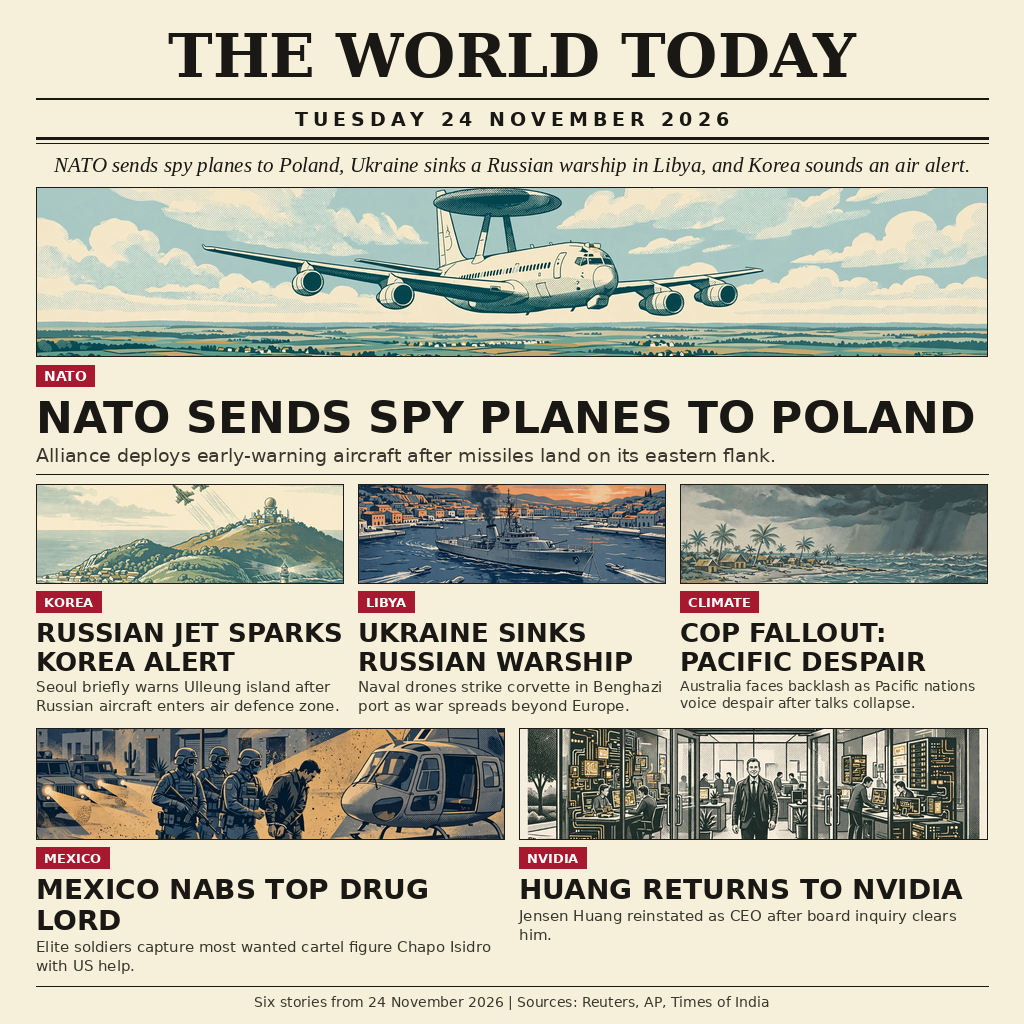 THE WORLD TODAY
TUESDAY 24 NOVEMBER 2026
NATO sends spy planes to Poland, Ukraine sinks a Russian warship in Libya, and Korea sounds an air alert.
NATO
NATO SENDS SPY PLANES TO POLAND
Alliance deploys early-warning aircraft after missiles land on its eastern flank.
KOREA
RUSSIAN JET SPARKS
KOREA ALERT
Seoul briefly warns Ulleung island after
Russian aircraft enters air defence zone.
LIBYA
UKRAINE SINKS
RUSSIAN WARSHIP
Naval drones strike corvette in Benghazi
port as war spreads beyond Europe.
CLIMATE
COP FALLOUT:
PACIFIC DESPAIR
Australia faces backlash as Pacific nations
voice despair after talks collapse.
MEXICO
MEXICO NABS TOP DRUG
LORD
Elite soldiers capture most wanted cartel figure Chapo Isidro
with US help.
NVIDIA
HUANG RETURNS TO NVIDIA
Jensen Huang reinstated as CEO after board inquiry clears
him.
Six stories from 24 November 2026 | Sources: Reuters, AP, Times of India